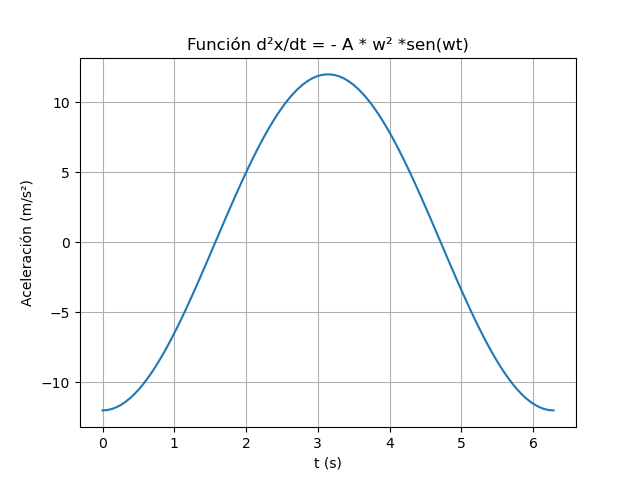 Función d²x/dt = - A * w² *sen(wt)
Aceleración (m/s²)
10
5
0
−5
−10
0 1 2 3 4 5 6
t (s)